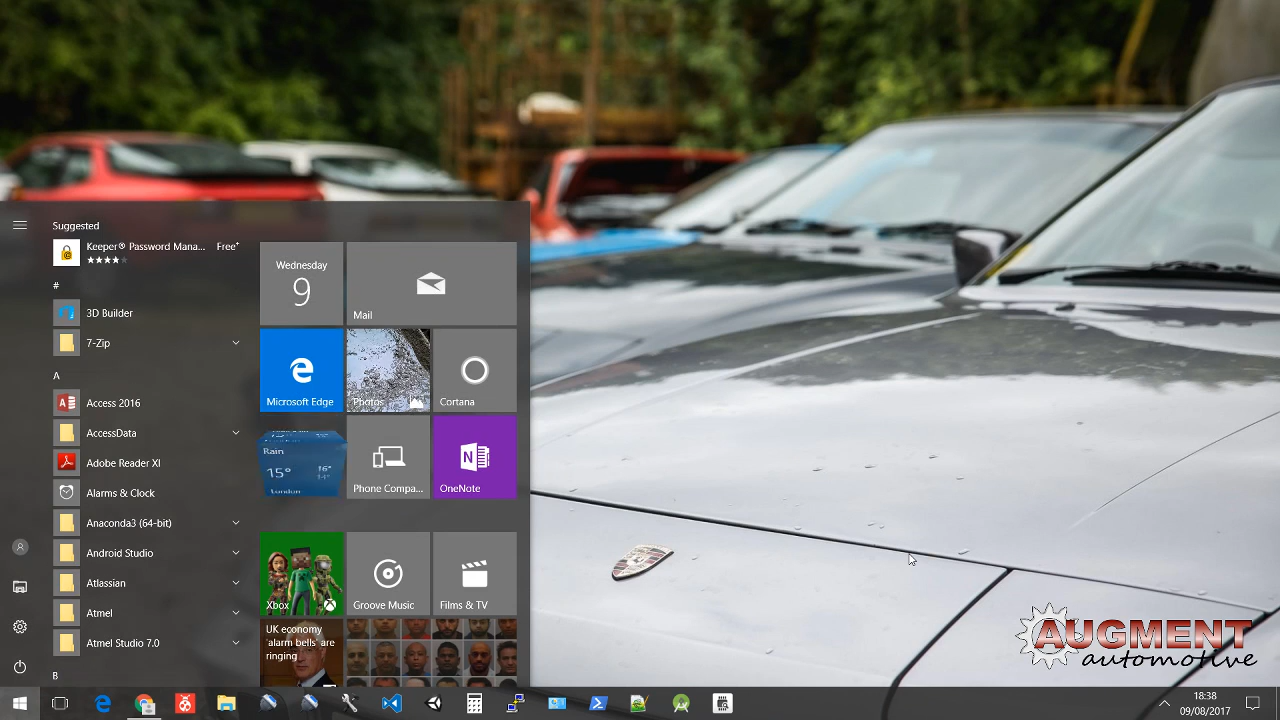 Suggested
Keeper® Password Mana... Free+
#
3D Builder
7-Zip
A
Access 2016
AccessData
Adobe Reader XI
Alarms & Clock
Anaconda3 (64-bit)
Android Studio
Atlassian
Atmel
Atmel Studio 7.0
B
Wednesday
9
Mail
Microsoft Edge
Photos
Cortana
Rain
15°
16°
London
Phone Compa...
OneNote
Xbox
Groove Music
Films & TV
UK economy
'alarm bells' are
ringing
AUGMENT
automotive
18:38
09/08/2017